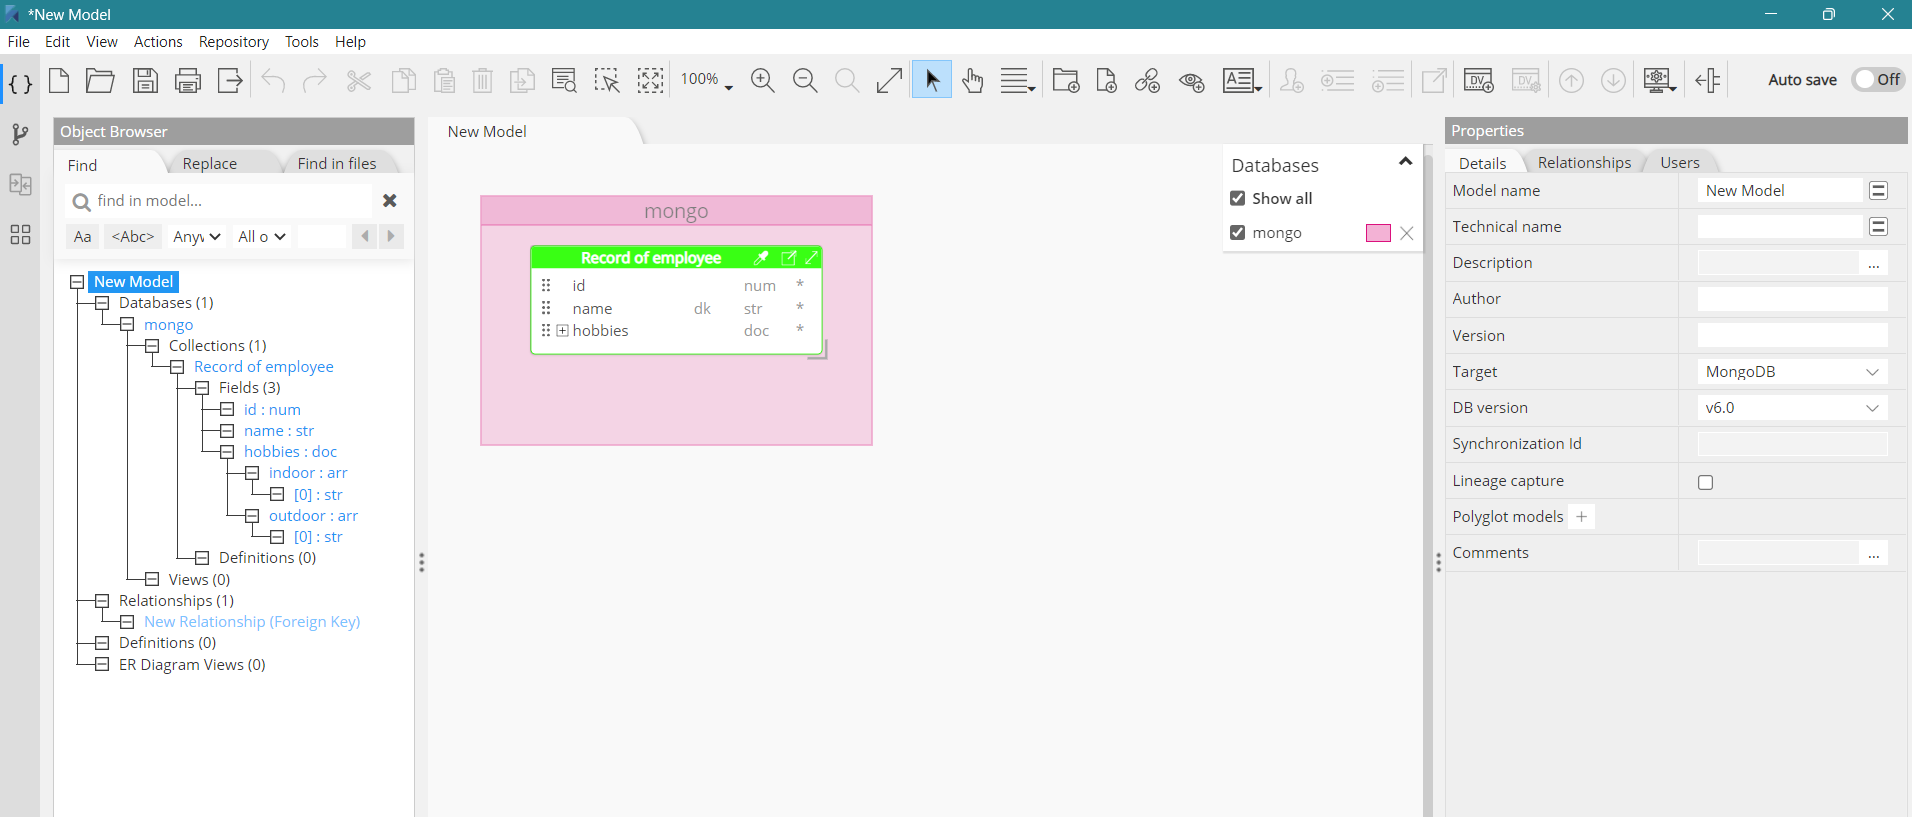 *New Model
File Edit View Actions Repository Tools Help
100%
DV
DV
Auto save Off
Object Browser
Find Replace Find in files
find in model...
Aa <Abc> Anyv All o
New Model
Databases (1)
mongo
Collections (1)
Record of employee
Fields (3)
id : num
name : str
hobbies : doc
indoor : arr
[0] : str
outdoor : arr
[0] : str
Definitions (0)
Views (0)
Relationships (1)
New Relationship (Foreign Key)
Definitions (0)
ER Diagram Views (0)
New Model
mongo
Record of employee
id num *
name dk str *
hobbies doc *
Databases
Show all
mongo
Properties
Details Relationships Users
Model name New Model
Technical name
Description ...
Author
Version
Target MongoDB
DB version v6.0
Synchronization Id
Lineage capture
Polyglot models +
Comments ...